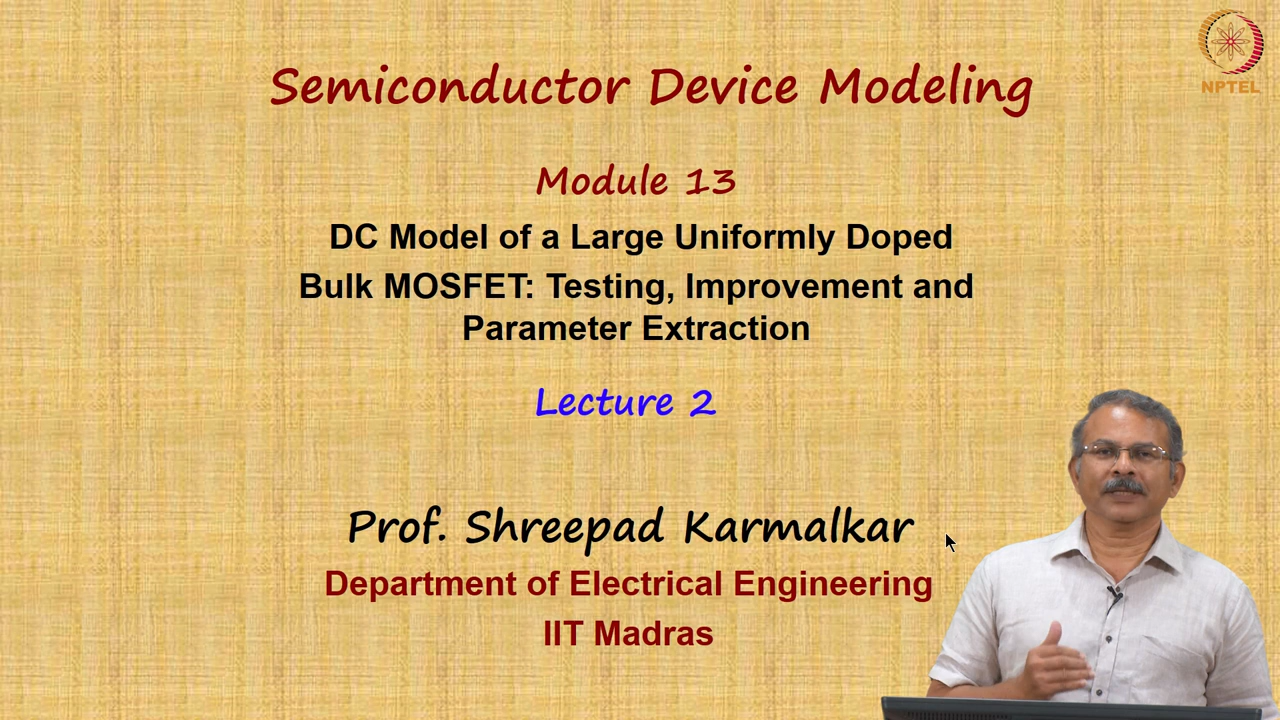 NPTEL
Semiconductor Device Modeling
Module 13
DC Model of a Large Uniformly Doped
Bulk MOSFET: Testing, Improvement and
Parameter Extraction
Lecture 2
Prof. Shreepad Karmalkar
Department of Electrical Engineering
IIT Madras